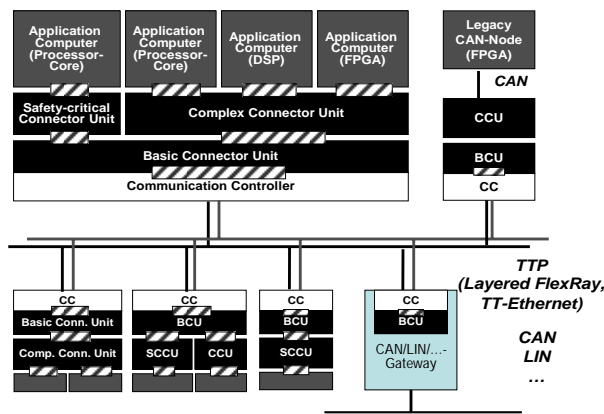 Application
Computer
(Processor-
Core)
Application
Computer
(Processor-
Core)
Application
Computer
(DSP)
Application
Computer
(FPGA)
Legacy
CAN-Node
(FPGA)
CAN
Safety-critical
Connector Unit
Complex Connector Unit
CCU
Basic Connector Unit
BCU
Communication Controller
CC
TTP
(Layered FlexRay,
TT-Ethernet)
CAN
LIN
...
CC
Basic Conn. Unit
Comp. Conn. Unit
CC
BCU
SCCU
CCU
CC
BCU
SCCU
CC
BCU
CAN/LIN/...-
Gateway